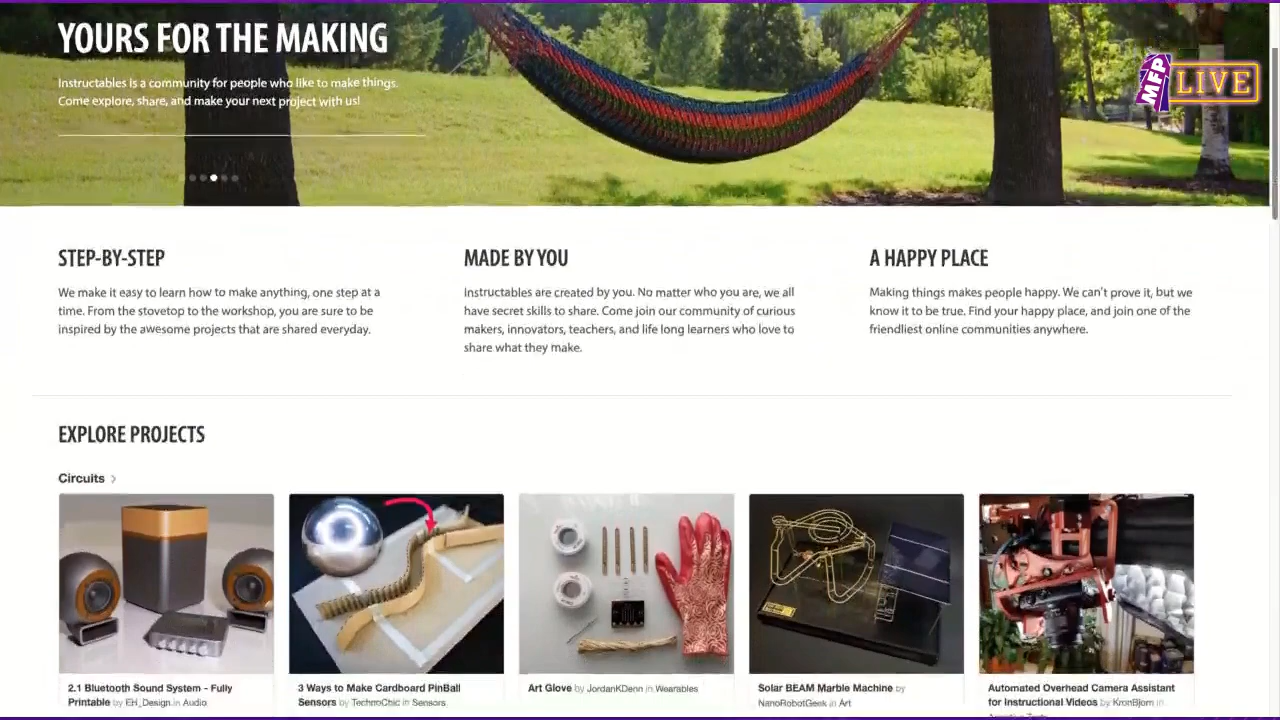 YOURS FOR THE MAKING
Instructables is a community for people who like to make things.
Come explore, share, and make your next project with us!
MFP LIVE
STEP-BY-STEP
We make it easy to learn how to make anything, one step at a
time. From the stovetop to the workshop, you are sure to be
inspired by the awesome projects that are shared everyday.
MADE BY YOU
Instructables are created by you. No matter who you are, we all
have secret skills to share. Come join our community of curious
makers, innovators, teachers, and life long learners who love to
share what they make.
A HAPPY PLACE
Making things makes people happy. We can't prove it, but we
know it to be true. Find your happy place, and join one of the
friendliest online communities anywhere.
EXPLORE PROJECTS
Circuits
2.1 Bluetooth Sound System - Fully
Printable by EH_Design in Audio
3 Ways to Make Cardboard PinBall
Sensors by TechnoChic in Sensors
Art Glove by JordanKDenn in Wearables
Solar BEAM Marble Machine by
NanoRobotGeek in Art
Automated Overhead Camera Assistant
for Instructional Videos by KronBjorn in